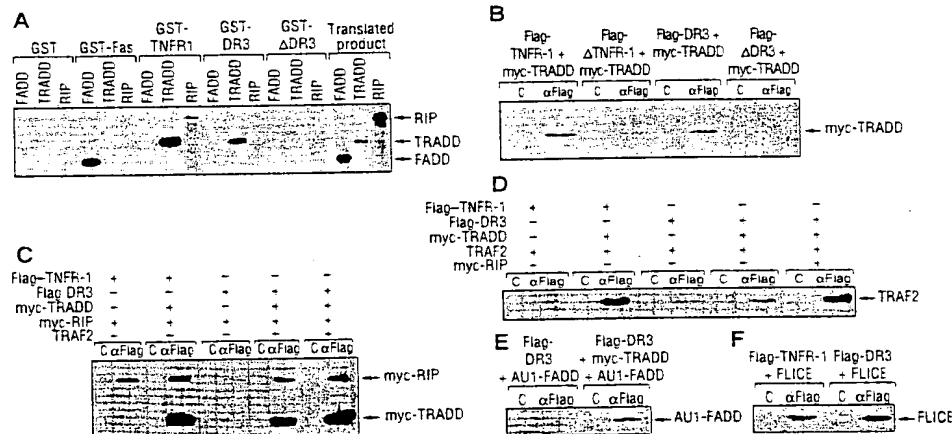 A
GST
GST-Fas
GST-
TNFR1
GST-
DR3
GST-
ΔDR3
Translated
product
FADD
TRADD
RIP
FADD
TRADD
RIP
FADD
TRADD
RIP
FADD
TRADD
RIP
FADD
TRADD
RIP
FADD
TRADD
RIP
RIP
TRADD
FADD
B
Flag-
TNFR-1 +
myc-TRADD
Flag-
ΔTNFR-1 +
myc-TRADD
Flag-DR3 +
myc-TRADD
Flag-
ΔDR3 +
myc-TRADD
C αFlag C αFlag C αFlag C αFlag
myc-TRADD
C
Flag-TNFR-1 + + − − −
Flag DR3 − − + + +
myc-TRADD
myc-RIP + + + + +
TRAF2
C αFlag C αFlag C αFlag C αFlag C αFlag
myc-RIP
myc-TRADD
D
Flag-TNFR-1 + + − − −
Flag-DR3 − − + + +
myc-TRADD − + − + +
TRAF2 + + + + +
myc-RIP − − − − +
C αFlag C αFlag C αFlag C αFlag C αFlag
TRAF2
E
Flag-
DR3
+ AU1-FADD
Flag-DR3
+ myc-TRADD
+ AU1-FADD
C αFlag C αFlag
AU1-FADD
F
Flag-TNFR-1
+ FLICE
Flag-DR3
+ FLICE
C αFlag C αFlag
FLICE